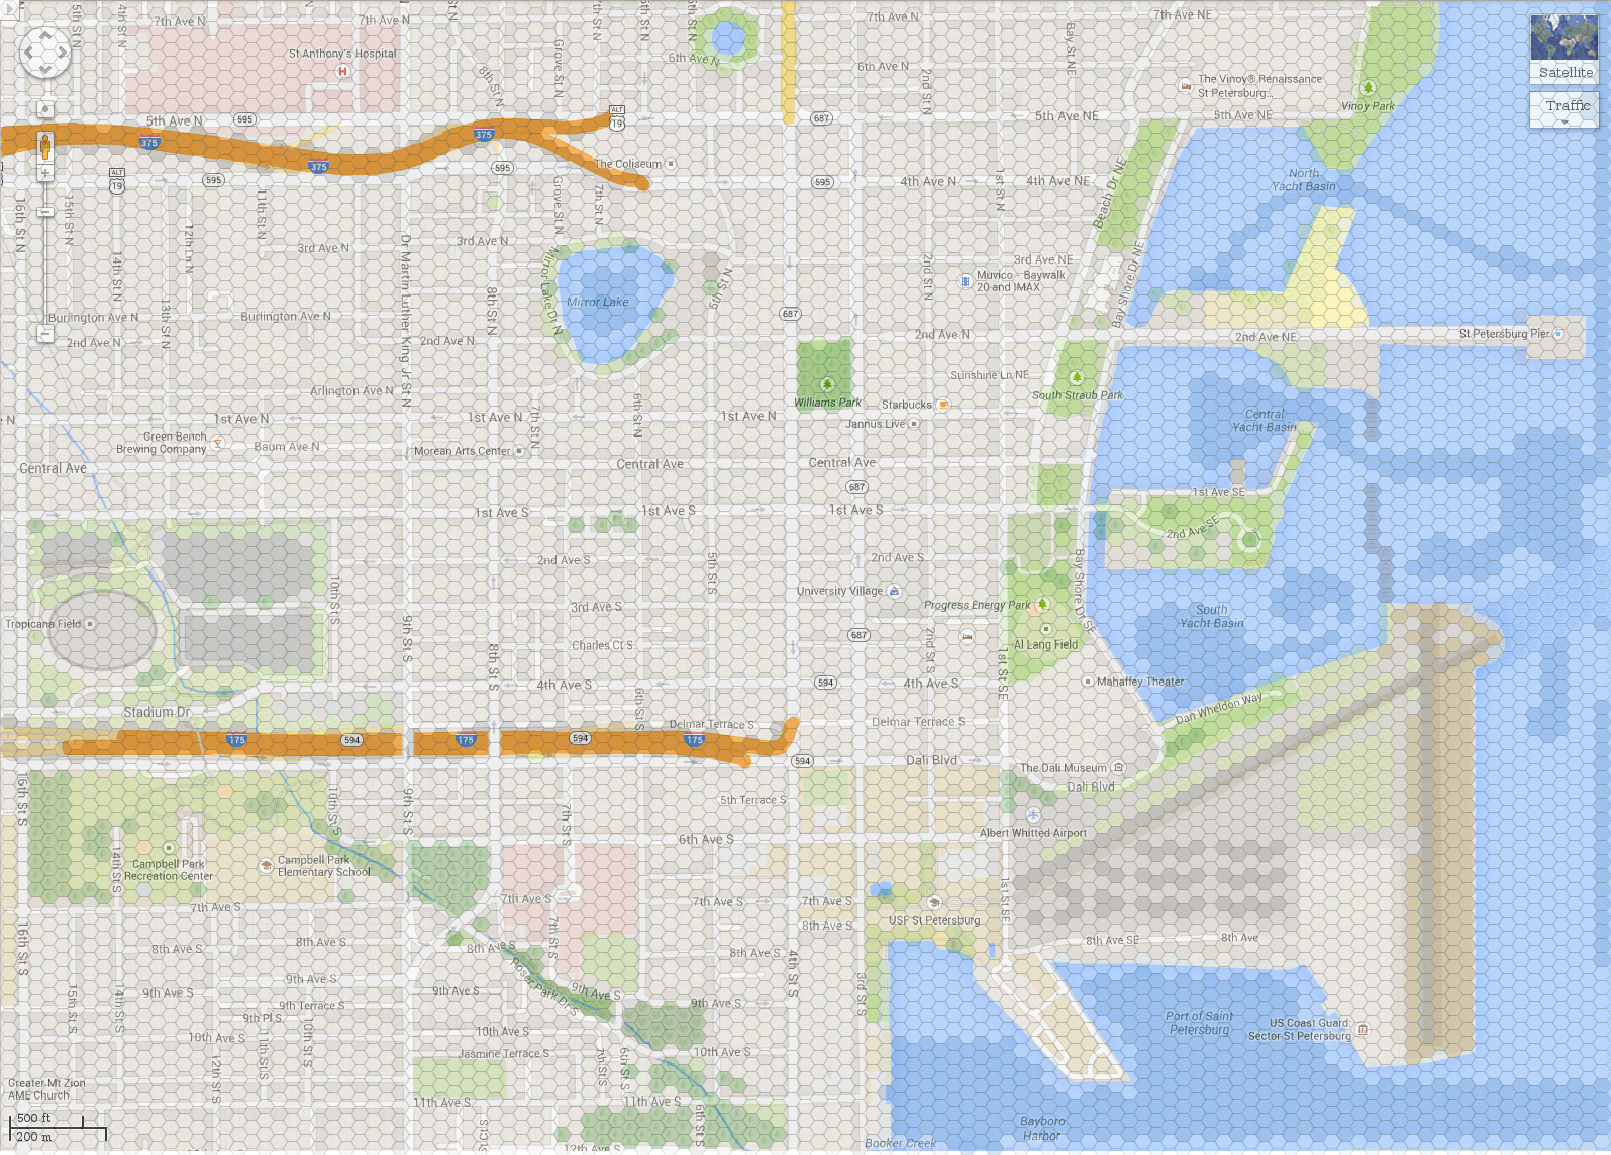 7th Ave N
7th Ave N
7th Ave N
7th Ave NE
St Anthony's Hospital
H
6th Ave N
6th Ave N
8th St N
Grove St N
2nd St N
Bay St NE
The Vinoy® Renaissance
St Petersburg...
Vinoy Park
Satellite
Traffic
5th Ave N
595
375
375
375
ALT
19
687
5th Ave NE
5th Ave NE
The Coliseum
595
595
595
ALT
19
4th Ave N
4th Ave NE
North
Yacht Basin
16th St N
15th St N
14th St N
13th St N
12th Ln N
11th St N
Grove St N
7th St N
1st St N
Beach Dr NE
3rd Ave N
3rd Ave N
3rd Ave NE
Dr Martin Luther King Jr St N
8th St N
Mirror Lake Dr N
Mirror Lake
5th St N
2nd St N
Muvico - Baywalk
20 and IMAX
Bay Shore Dr NE
Burlington Ave N
Burlington Ave N
687
2nd Ave N
2nd Ave N
2nd Ave N
2nd Ave NE
St Petersburg Pier
Arlington Ave N
Sunshine Ln NE
South Straub Park
Williams Park
Starbucks
Jannus Live
Central
Yacht Basin
1st Ave N
1st Ave N
1st Ave N
7th St N
6th St N
Green Bench
Brewing Company
Baum Ave N
Morean Arts Center
Central Ave
Central Ave
Central Ave
687
1st Ave SE
1st Ave S
1st Ave S
1st Ave S
2nd Ave SE
2nd Ave S
2nd Ave S
5th St S
10th St S
Bay Shore Dr SE
University Village
3rd Ave S
Progress Energy Park
South
Yacht Basin
Tropicana Field
9th St S
8th St S
Charles Ct S
687
2nd St S
Al Lang Field
1st St SE
Mahaffey Theater
4th Ave S
594
4th Ave S
6th St S
Stadium Dr
Delmar Terrace S
Delmar Terrace S
Dan Wheldon Way
175
594
175
594
175
594
Dali Blvd
The Dali Museum
Dali Blvd
16th St S
10th St S
9th St S
7th St S
5th Terrace S
Albert Whitted Airport
6th Ave S
14th St S
Campbell Park
Recreation Center
Campbell Park
Elementary School
7th Ave S
7th Ave S
7th Ave S
7th Ave S
1st St SE
USF St Petersburg
8th Ave S
16th St S
7th St S
8th Ave S
8th Ave S
8th Ave S
8th Ave S
8th Ave SE
8th Ave
4th St S
3rd St S
9th Ave S
9th Ave S
9th Ave S
9th Ave S
9th Ave S
Roser Park Dr S
15th St S
14th St S
9th Terrace S
9th Pl S
10th Ave S
10th Ave S
10th Ave S
11th St S
10th St S
12th St S
Jasmine Terrace S
7th St S
6th St S
Port of Saint
Petersburg
US Coast Guard:
Sector St Petersburg
Greater Mt Zion
AME Church
11th Ave S
11th Ave S
6th St S
12th Ave S
Bayboro
Harbor
Booker Creek
500 ft
200 m